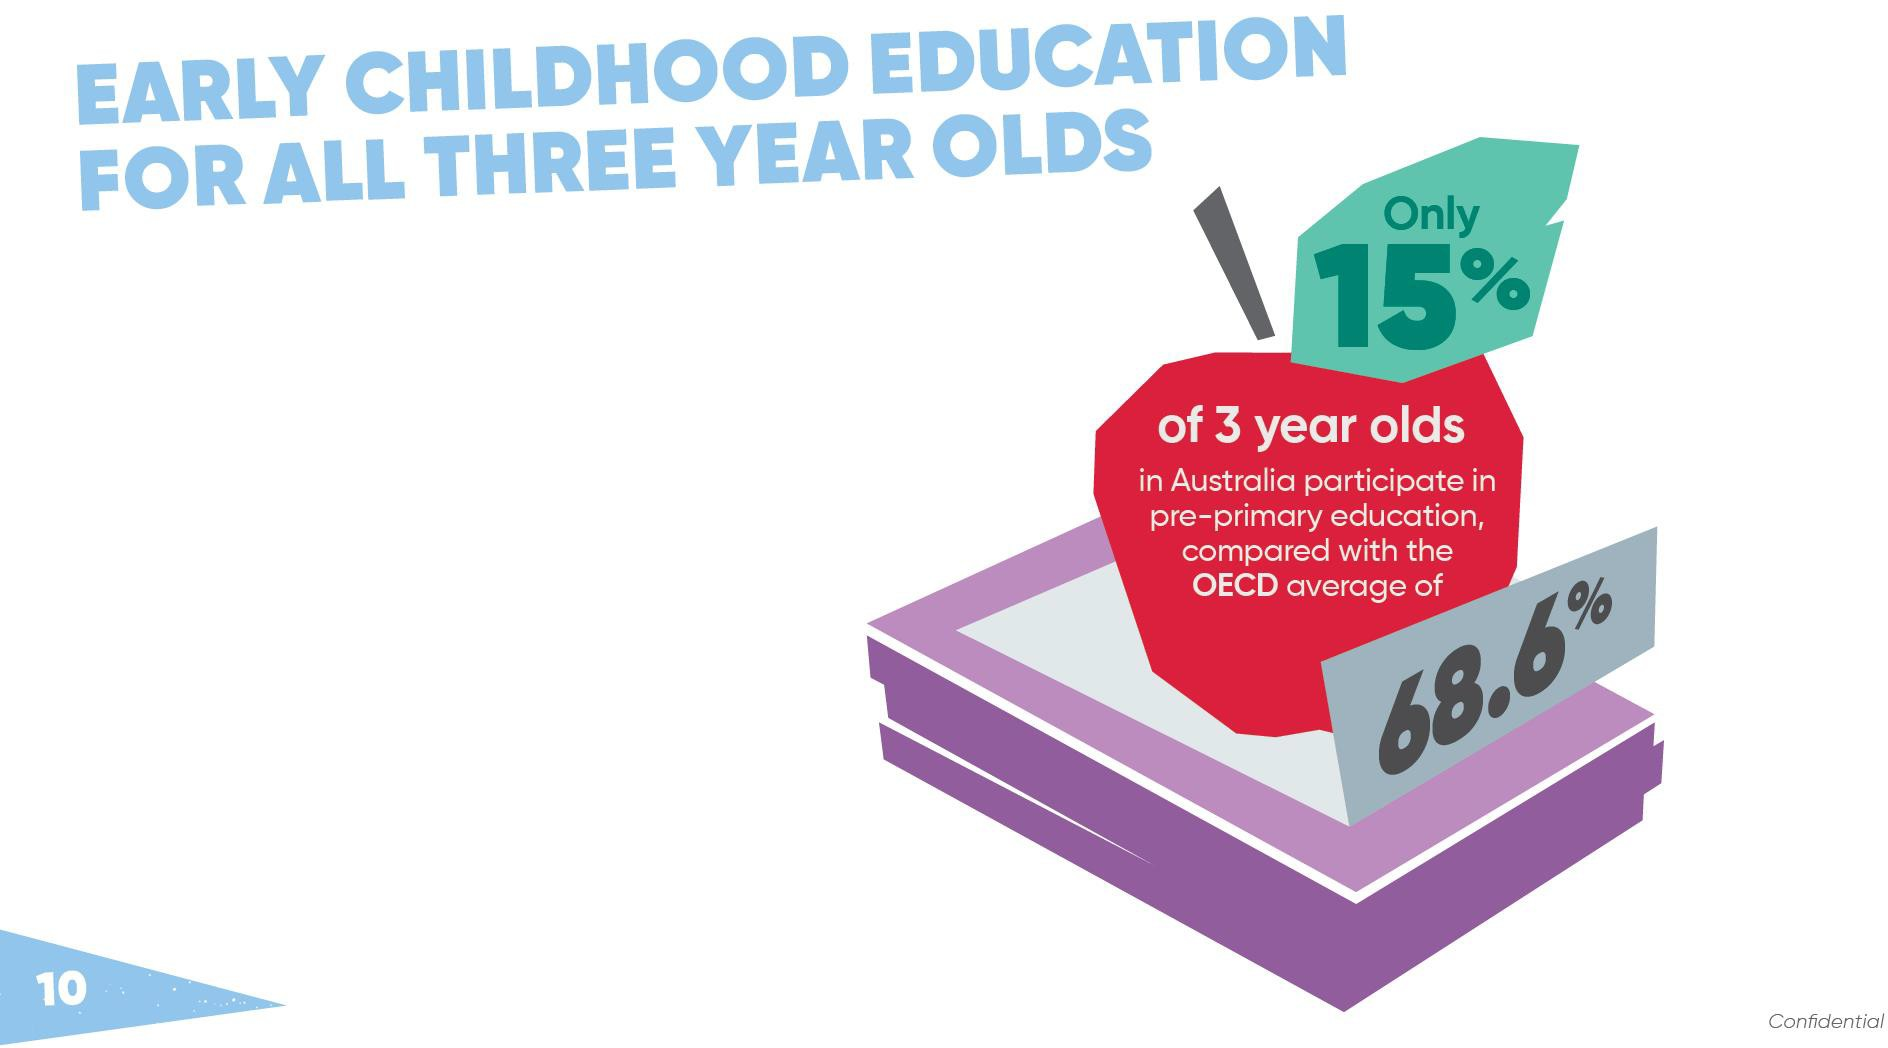 EARLY CHILDHOOD EDUCATION
FOR ALL THREE YEAR OLDS
Only
15%
of 3 year olds
in Australia participate in
pre-primary education,
compared with the
OECD average of
68.6%
10
Confidential